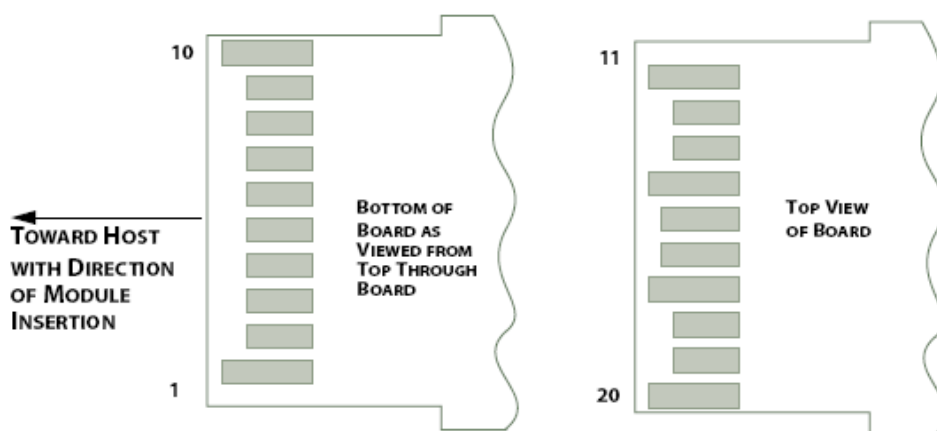 10
1
TOWARD HOST
WITH DIRECTION
OF MODULE
INSERTION
BOTTOM OF
BOARD AS
VIEWED FROM
TOP THROUGH
BOARD
11
20
TOP VIEW
OF BOARD